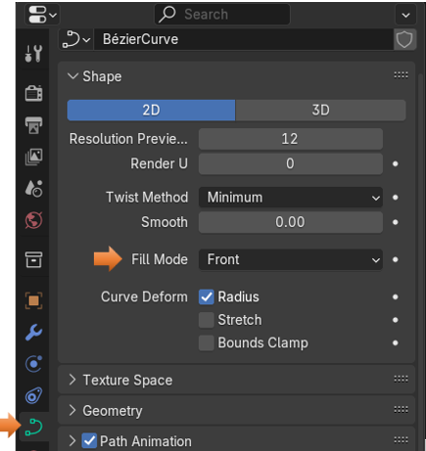 Search
BézierCurve
Shape
2D 3D
Resolution Previe... 12
Render U 0
Twist Method Minimum
Smooth 0.00
Fill Mode Front
Curve Deform Radius
Stretch
Bounds Clamp
Texture Space
Geometry
Path Animation